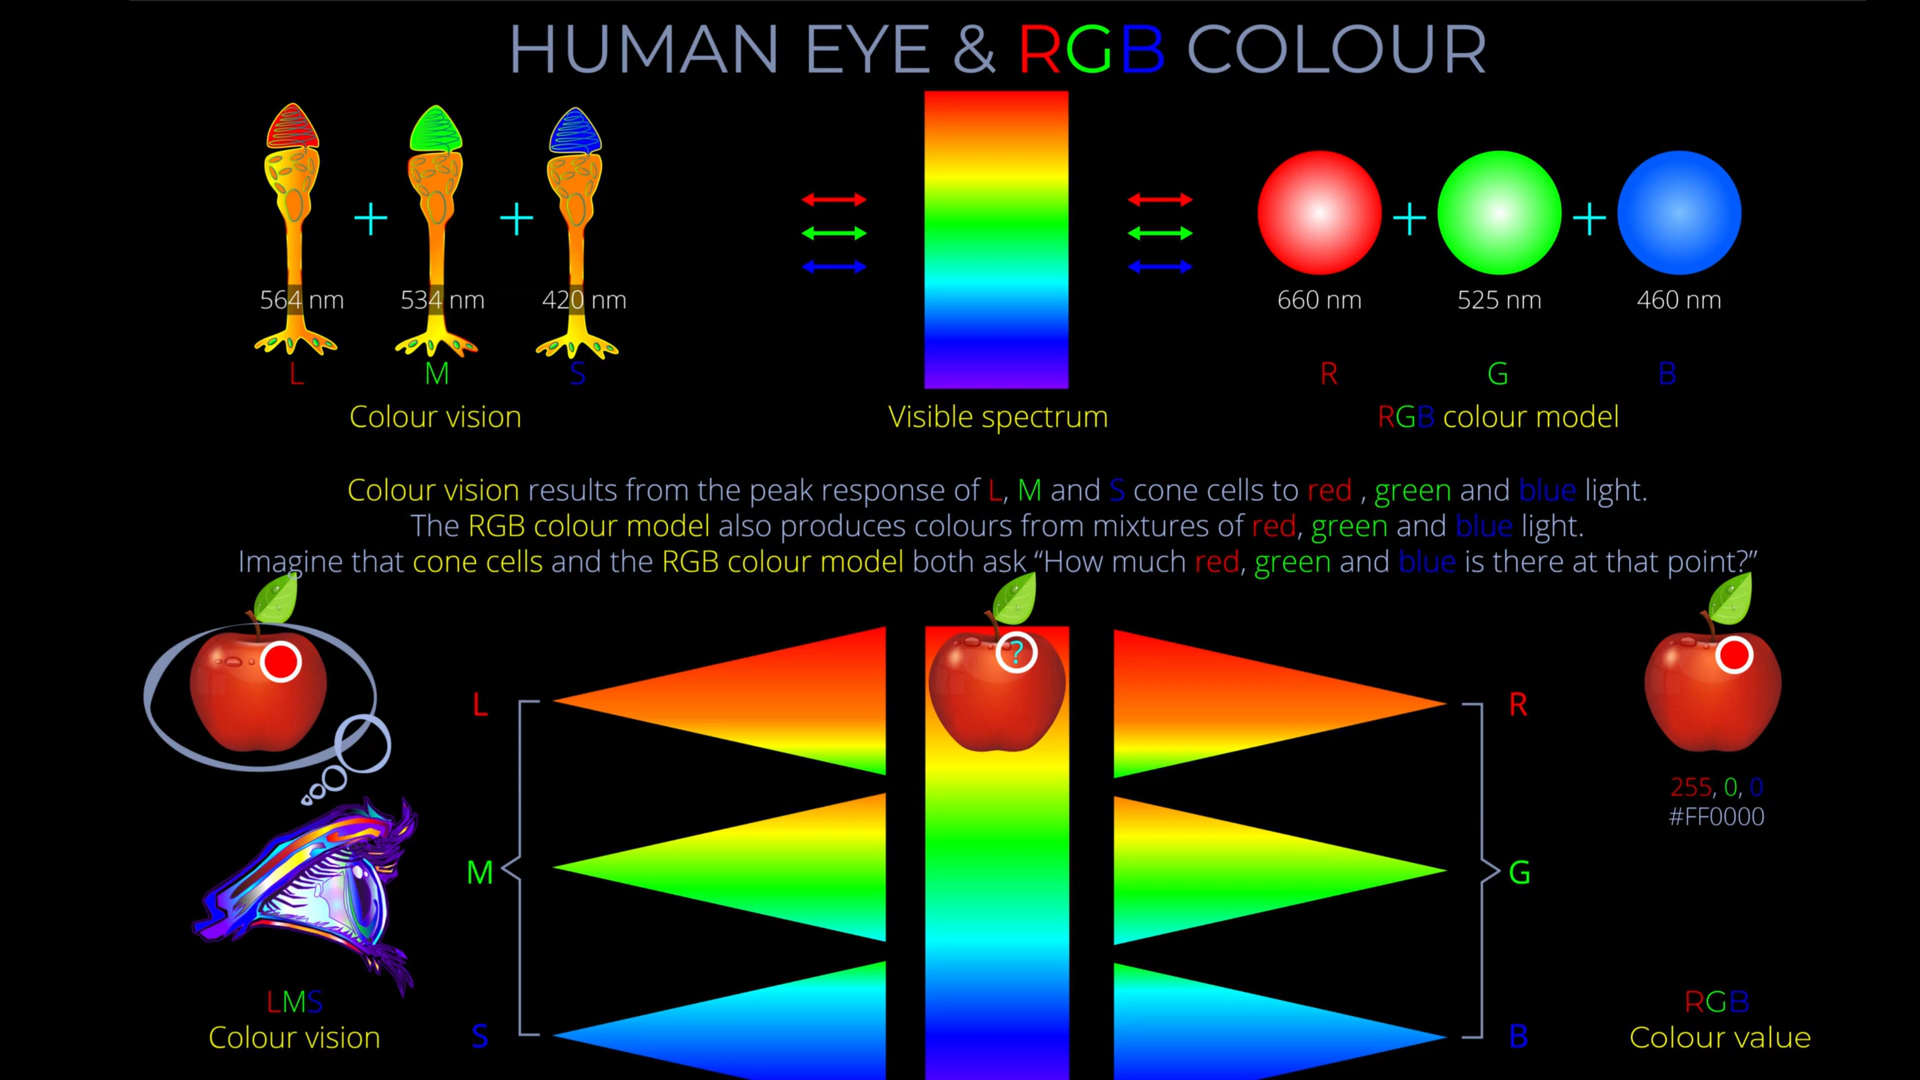 HUMAN EYE & RGB COLOUR
564 nm 534 nm 420 nm
660 nm 525 nm 460 nm
L M S
R G B
Colour vision
Visible spectrum
RGB colour model
Colour vision results from the peak response of L, M and S cone cells to red , green and blue light.
The RGB colour model also produces colours from mixtures of red, green and blue light.
Imagine that cone cells and the RGB colour model both ask “How much red, green and blue is there at that point?”
?
L
M
S
R
G
B
255, 0, 0
#FF0000
LMS
Colour vision
RGB
Colour value